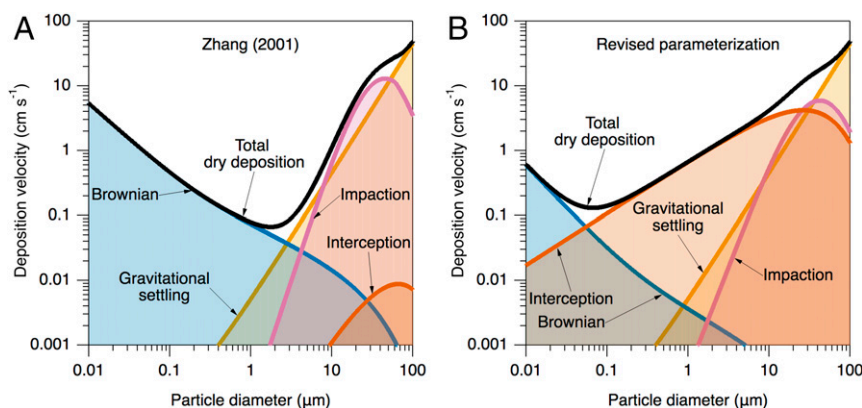 A
Zhang (2001)
Deposition velocity (cm s⁻¹)
100
10
1
0.1
0.01
0.001
Total
dry deposition
Brownian
Impaction
Interception
Gravitational
settling
0.01
0.1
1
10
100
Particle diameter (μm)
B
Revised parameterization
Deposition velocity (cm s⁻¹)
100
10
1
0.1
0.01
0.001
Total
dry deposition
Gravitational
settling
Impaction
Interception
Brownian
0.01
0.1
1
10
100
Particle diameter (μm)